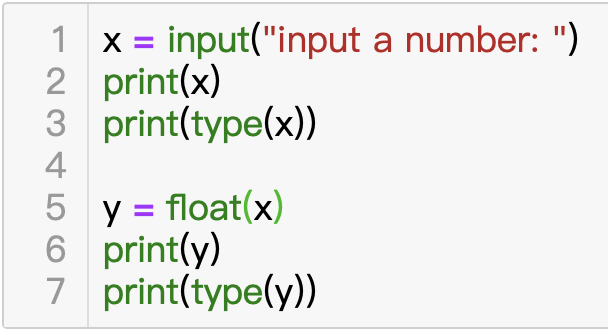 1 x = input("input a number: ")
2 print(x)
3 print(type(x))
4
5 y = float(x)
6 print(y)
7 print(type(y))